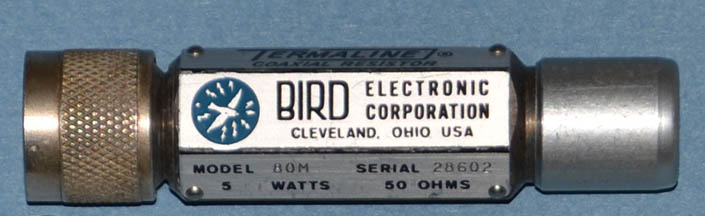 TERMALINE®
COAXIAL RESISTOR
BIRD ELECTRONIC CORPORATION
CLEVELAND, OHIO USA
MODEL 80M SERIAL 28602
5 WATTS 50 OHMS